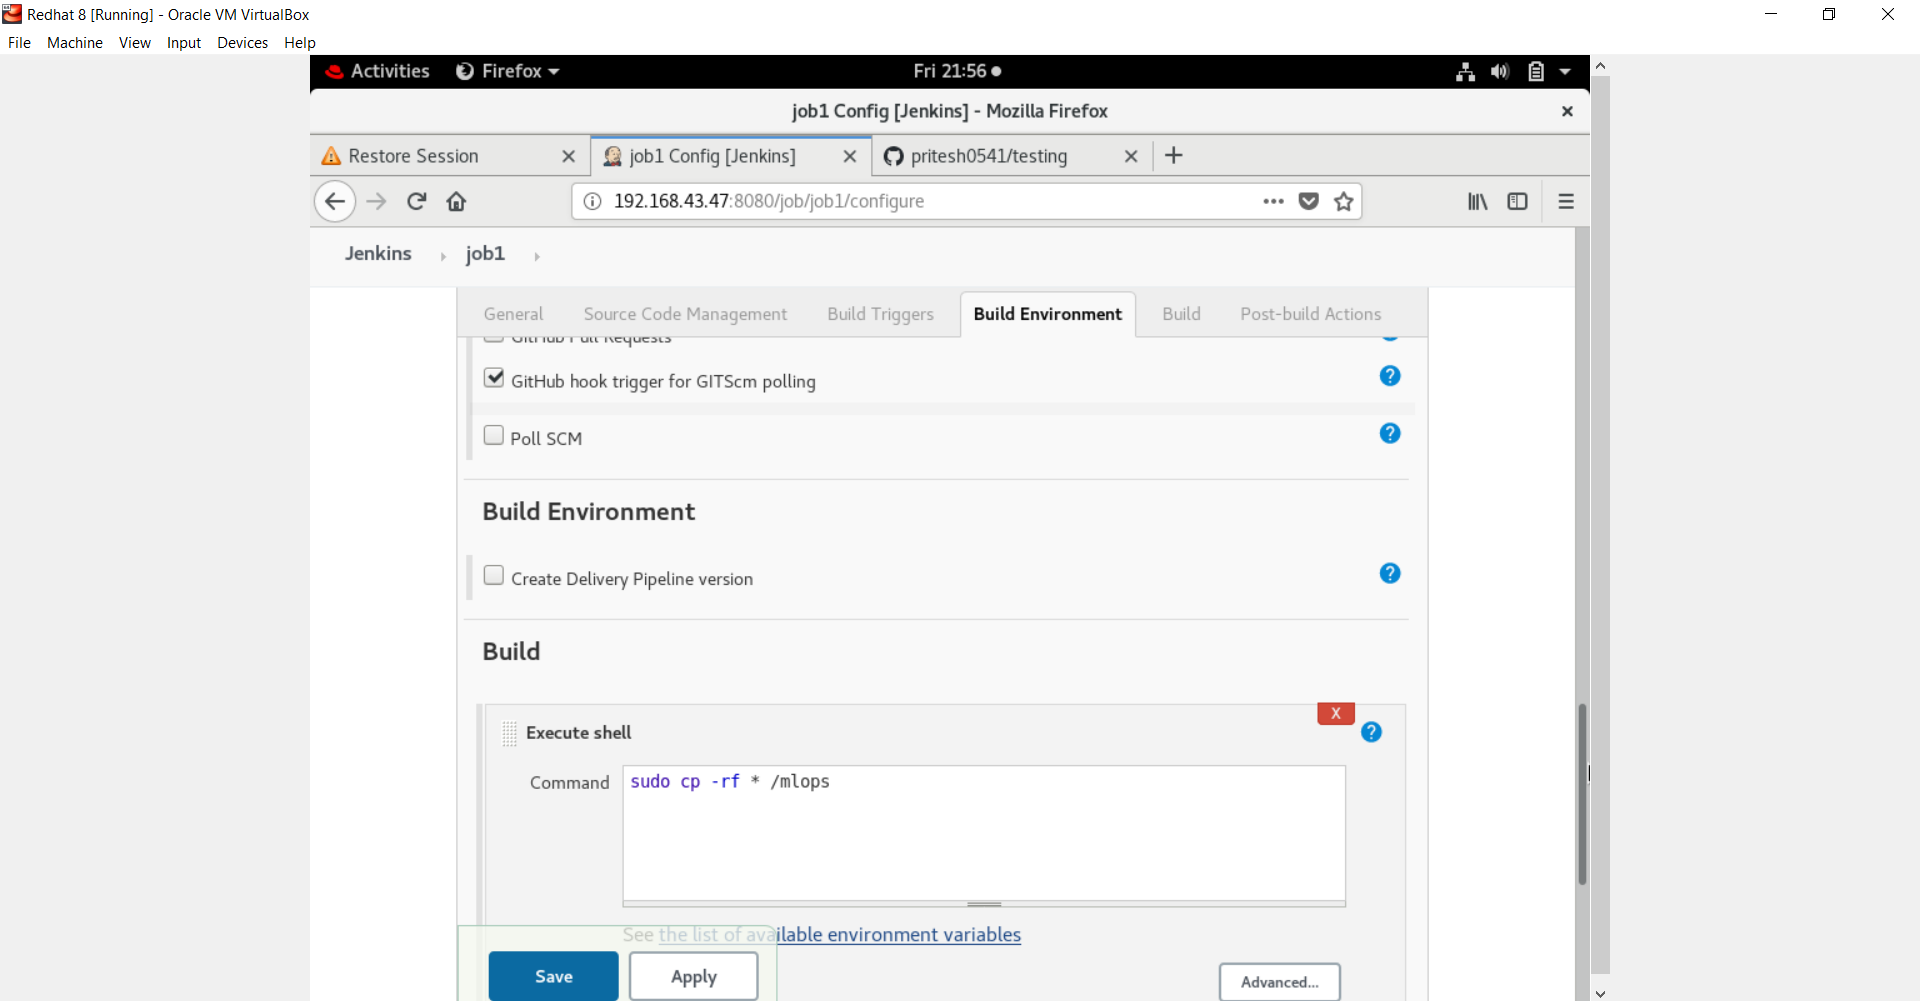 Redhat 8 [Running] - Oracle VM VirtualBox
File Machine View Input Devices Help
Activities Firefox Fri 21:56
job1 Config [Jenkins] - Mozilla Firefox
Restore Session job1 Config [Jenkins] pritesh0541/testing
192.168.43.47:8080/job/job1/configure
Jenkins job1
General Source Code Management Build Triggers Build Environment Build Post-build Actions
GitHub Pull Requests
GitHub hook trigger for GITScm polling
Poll SCM
Build Environment
Create Delivery Pipeline version
Build
X
Execute shell
Command sudo cp -rf * /mlops
See the list of available environment variables
Save Apply Advanced...